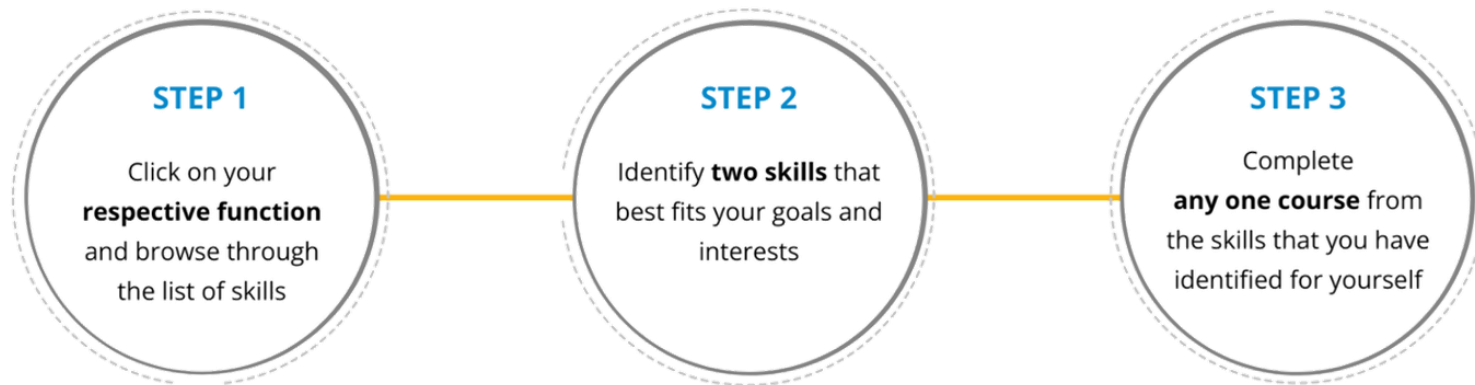 STEP 1
Click on your
respective function
and browse through
the list of skills
STEP 2
Identify two skills that
best fits your goals and
interests
STEP 3
Complete
any one course from
the skills that you have
identified for yourself